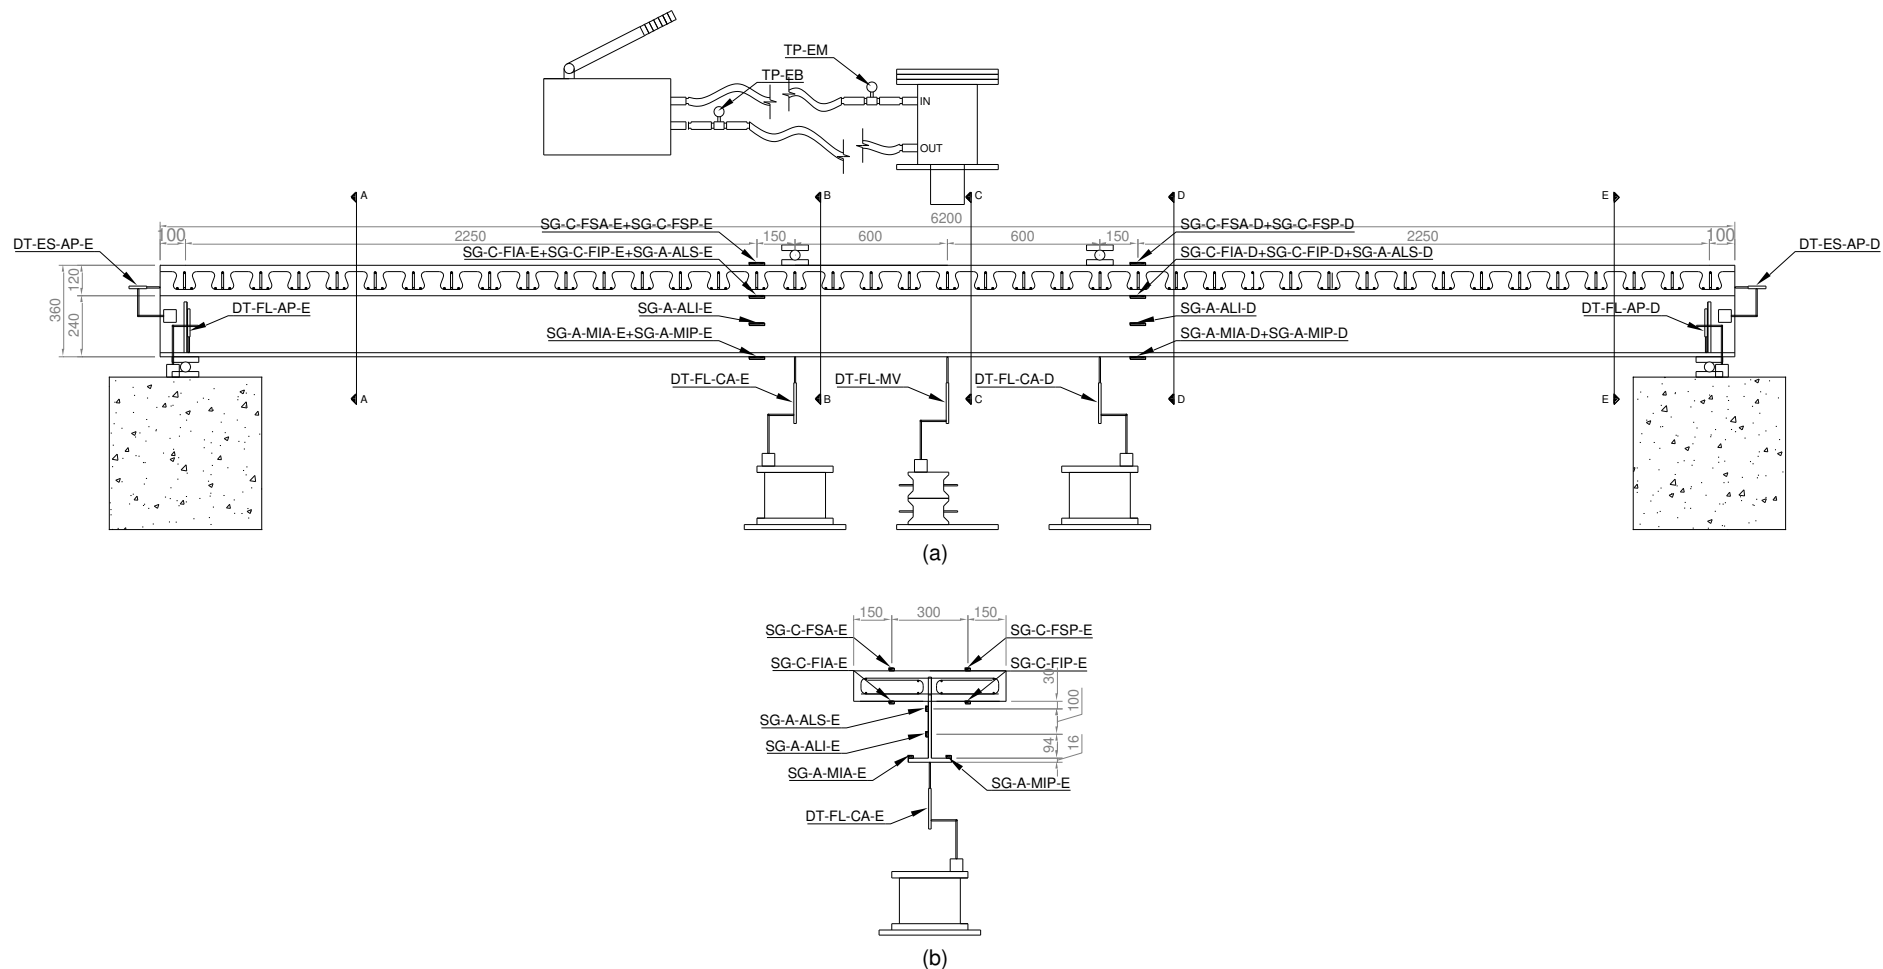 TP-EM
TP-EB
IN
OUT
A
B
C
D
E
6200
SG-C-FSA-E+SG-C-FSP-E
SG-C-FSA-D+SG-C-FSP-D
100
2250
150
600
600
150
2250
100
DT-ES-AP-E
SG-C-FIA-E+SG-C-FIP-E+SG-A-ALS-E
SG-C-FIA-D+SG-C-FIP-D+SG-A-ALS-D
DT-ES-AP-D
360
120
240
DT-FL-AP-E
SG-A-ALI-E
SG-A-ALI-D
DT-FL-AP-D
SG-A-MIA-E+SG-A-MIP-E
SG-A-MIA-D+SG-A-MIP-D
DT-FL-CA-E
DT-FL-MV
DT-FL-CA-D
A
B
C
D
E
(a)
150
300
150
SG-C-FSA-E
SG-C-FSP-E
SG-C-FIA-E
SG-C-FIP-E
30
100
SG-A-ALS-E
SG-A-ALI-E
94
16
SG-A-MIA-E
SG-A-MIP-E
DT-FL-CA-E
(b)